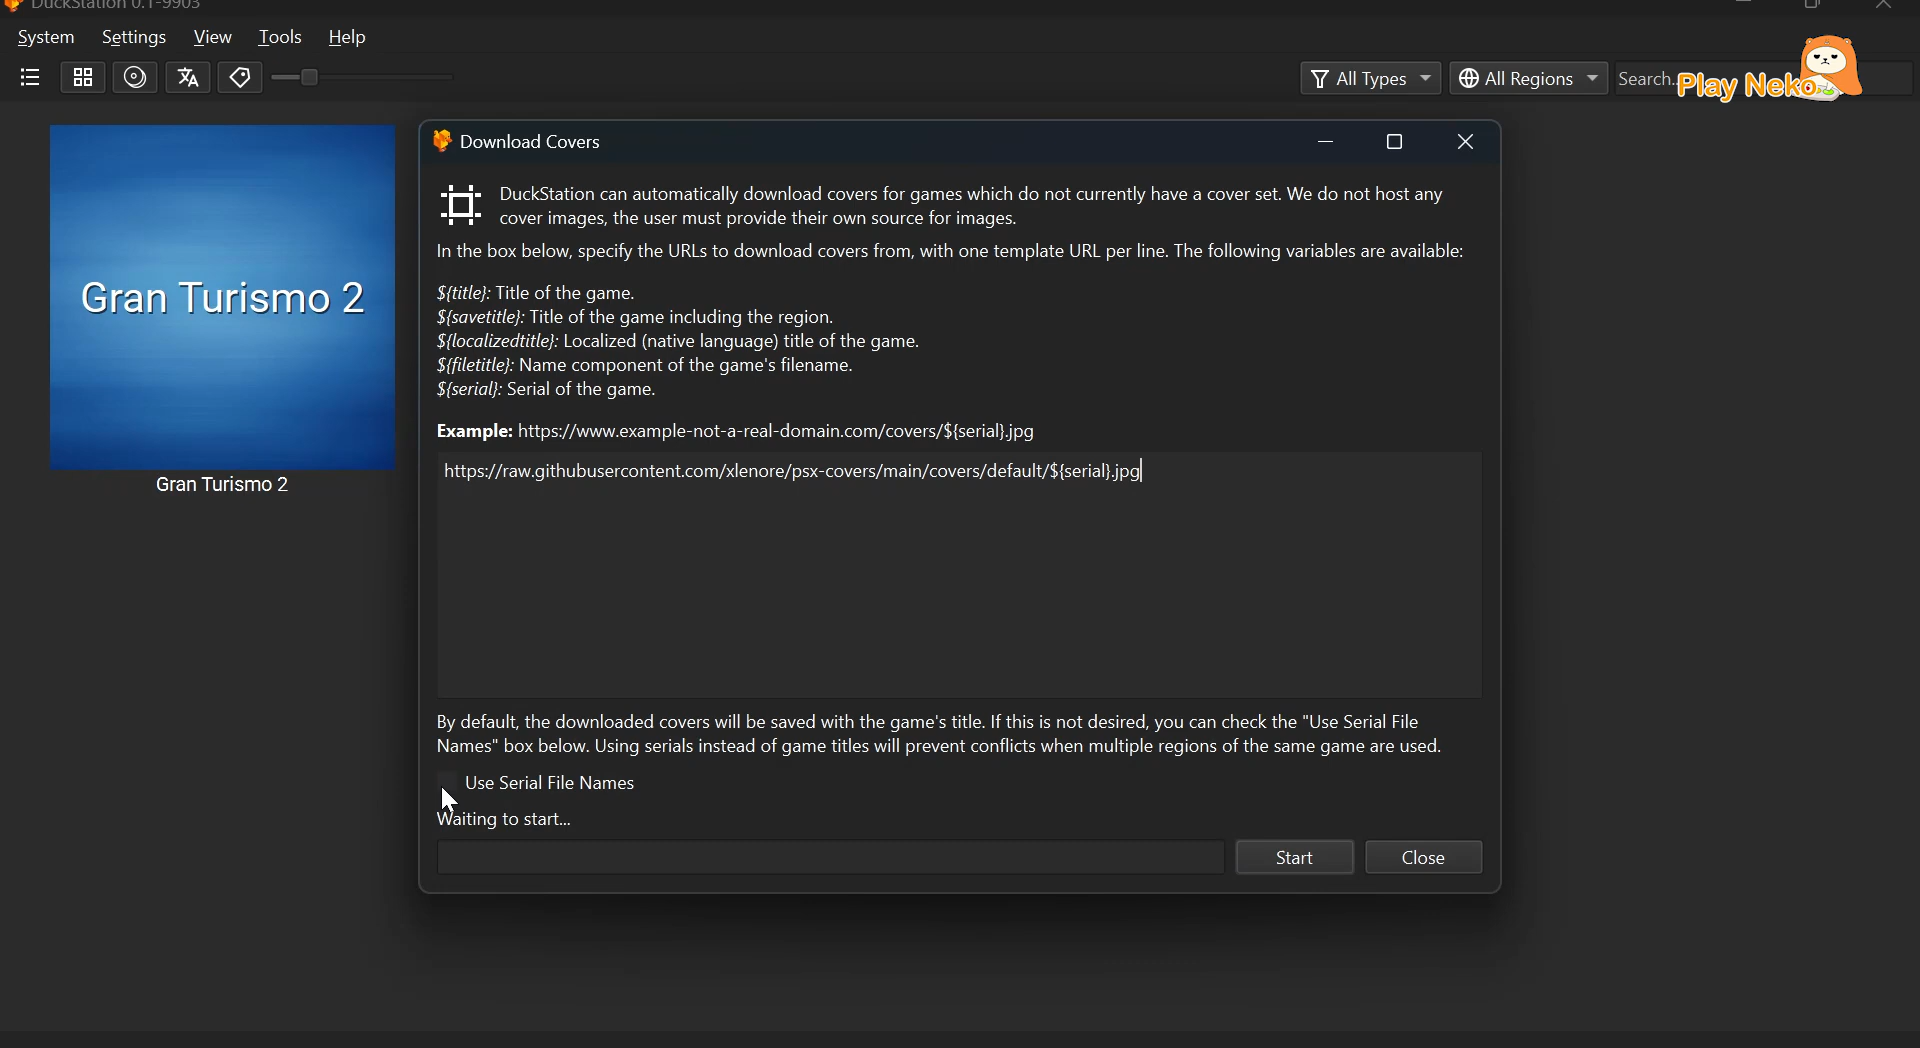 DuckStation 0.1-9903
System Settings View Tools Help
All Types All Regions Search...
Play Neko
Gran Turismo 2
Gran Turismo 2
Download Covers
DuckStation can automatically download covers for games which do not currently have a cover set. We do not host any
cover images, the user must provide their own source for images.
In the box below, specify the URLs to download covers from, with one template URL per line. The following variables are available:
${title}: Title of the game.
${savetitle}: Title of the game including the region.
${localizedtitle}: Localized (native language) title of the game.
${filetitle}: Name component of the game's filename.
${serial}: Serial of the game.
Example: https://www.example-not-a-real-domain.com/covers/${serial}.jpg
https://raw.githubusercontent.com/xlenore/psx-covers/main/covers/default/${serial}.jpg
By default, the downloaded covers will be saved with the game's title. If this is not desired, you can check the "Use Serial File
Names" box below. Using serials instead of game titles will prevent conflicts when multiple regions of the same game are used.
Use Serial File Names
Waiting to start...
Start Close